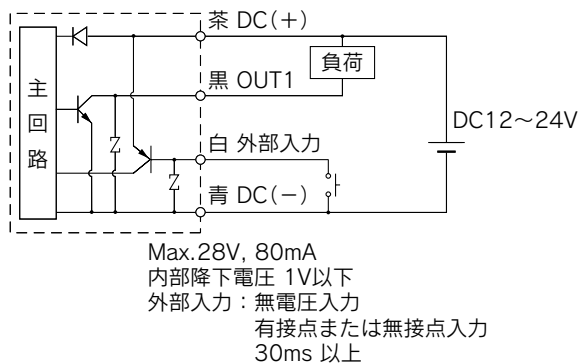 茶 DC(+)
負荷
黒 OUT1
主回路
DC12～24V
白 外部入力
青 DC(−)
Max.28V, 80mA
内部降下電圧 1V以下
外部入力：無電圧入力
有接点または無接点入力
30ms 以上